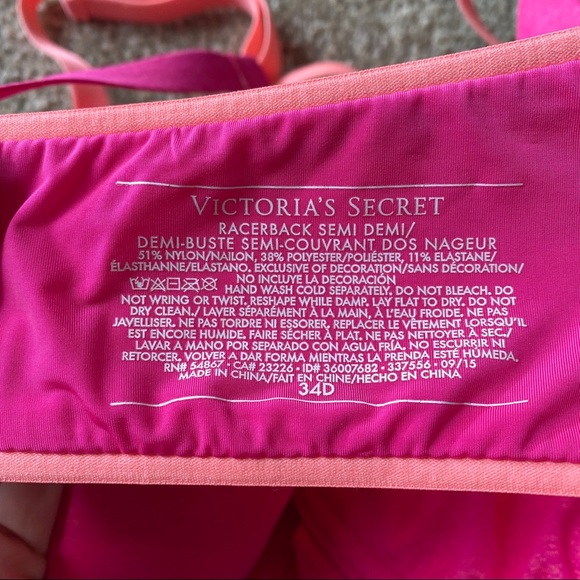 VICTORIA'S SECRET
RACERBACK SEMI DEMI/
DEMI-BUSTE SEMI-COUVRANT DOS NAGEUR
51% NYLON/NAILON, 38% POLYESTER/POLIÉSTER, 11% ELASTANE/
ÉLASTHANNE/ELASTANO. EXCLUSIVE OF DECORATION/SANS DÉCORATION/
NO INCLUYE LA DECORACIÓN
HAND WASH COLD SEPARATELY. DO NOT BLEACH. DO
NOT WRING OR TWIST. RESHAPE WHILE DAMP. LAY FLAT TO DRY. DO NOT
DRY CLEAN./ LAVER SÉPARÉMENT À LA MAIN, À L'EAU FROIDE. NE PAS
JAVELLISER. NE PAS TORDRE NI ESSORER. REPLACER LE VÊTEMENT LORSQU'IL
EST ENCORE HUMIDE. FAIRE SÉCHER À PLAT. NE PAS NETTOYER À SEC./
LAVAR A MANO POR SEPARADO CON AGUA FRÍA. NO ESCURRIR NI
RETORCER. VOLVER A DAR FORMA MIENTRAS LA PRENDA ESTÉ HÚMEDA.
RN# 54867 • CA# 23226 • ID# 36007682 • 337556 • 09/15
MADE IN CHINA/FAIT EN CHINE/HECHO EN CHINA
34D